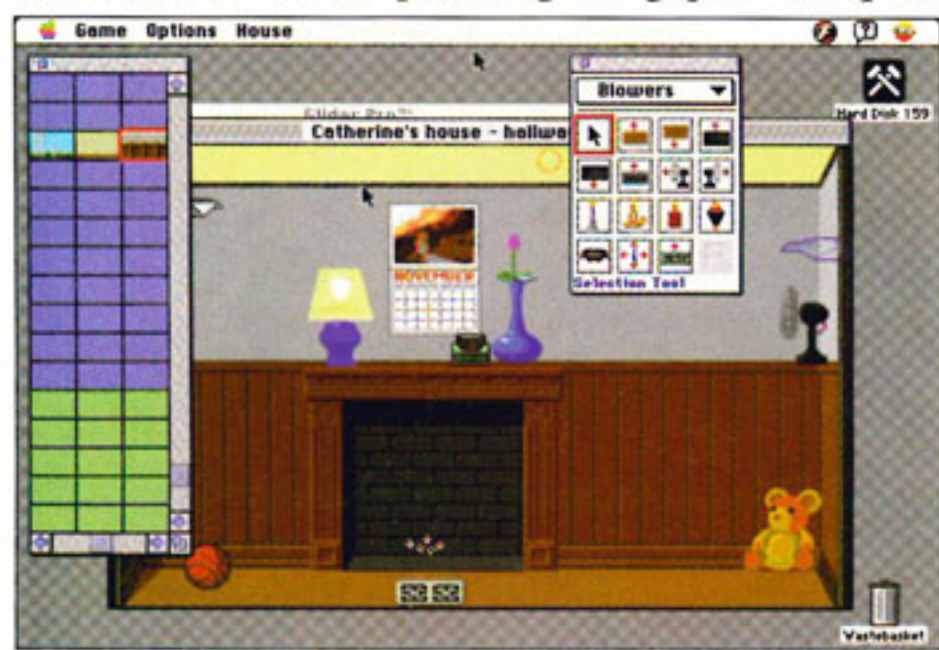 Game Options House
Blowers
Hard Disk 159
Glider Pro™
Catherine's house - hallwa
NOVEMBER
Selection Tool
Wastebasket